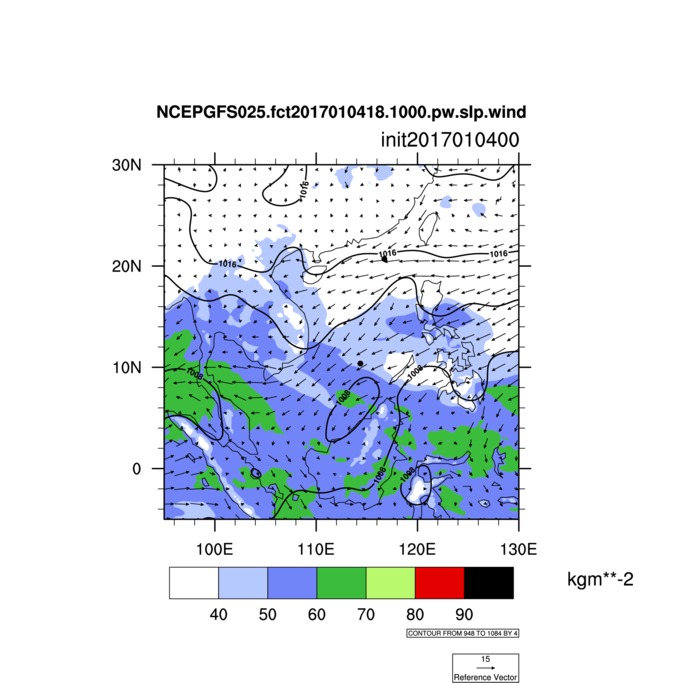 NCEPGFS025.fct2017010418.1000.pw.slp.wind
init2017010400
30N
20N
10N
0
1016
1016
1016
1016
1008
1008
1008
1008
1008
100E 110E 120E 130E
kgm**-2
40 50 60 70 80 90
CONTOUR FROM 948 TO 1084 BY 4
15
Reference Vector